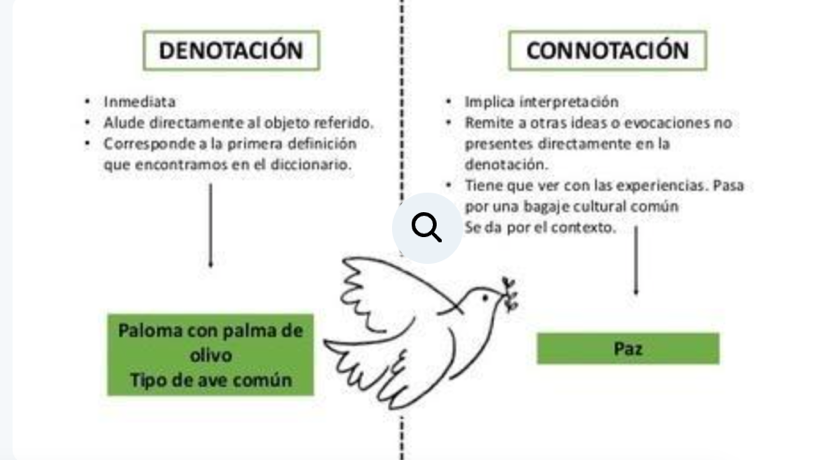 DENOTACIÓN
• Inmediata
• Alude directamente al objeto referido.
• Corresponde a la primera definición
que encontramos en el diccionario.
Paloma con palma de
olivo
Tipo de ave común
CONNOTACIÓN
• Implica interpretación
• Remite a otras ideas o evocaciones no
presentes directamente en la
denotación.
• Tiene que ver con las experiencias. Pasa
por una bagaje cultural común
Se da por el contexto.
Paz